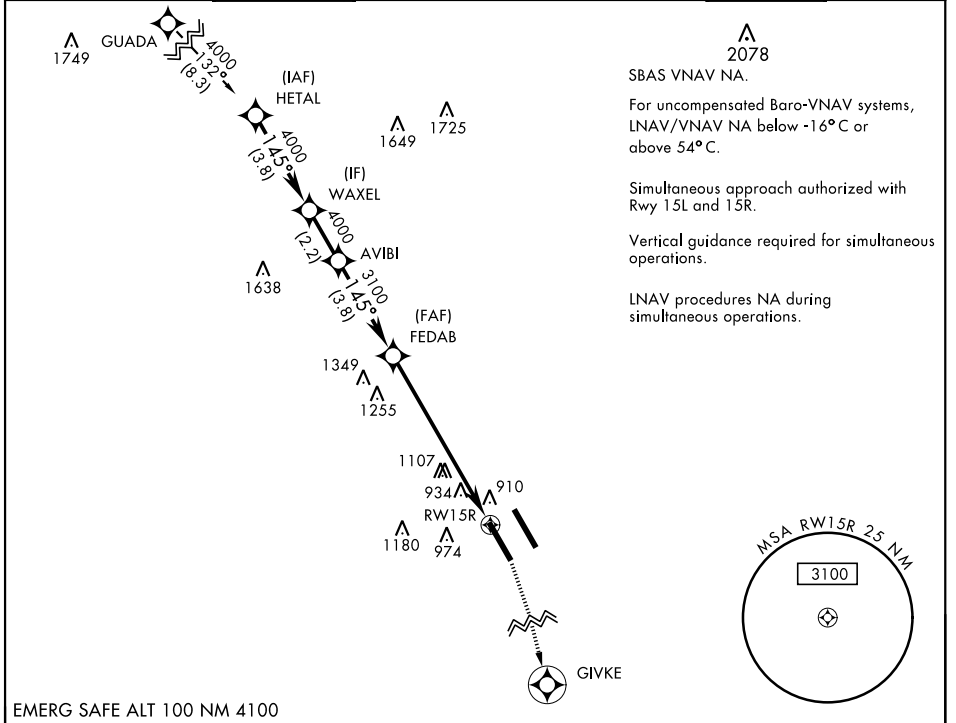 1749
GUADA
4000
132°
(8.3)
(IAF)
HETAL
4000
145°
(3.8)
1649
1725
(IF)
WAXEL
4000
(2.2)
AVIBI
1638
3100
145°
(3.8)
(FAF)
FEDAB
1349
1255
1107
934
910
RW15R
1180
974
GIVKE
2078
SBAS VNAV NA.
For uncompensated Baro-VNAV systems,
LNAV/VNAV NA below -16°C or
above 54°C.
Simultaneous approach authorized with
Rwy 15L and 15R.
Vertical guidance required for simultaneous
operations.
LNAV procedures NA during
simultaneous operations.
MSA RW15R 25 NM
3100
EMERG SAFE ALT 100 NM 4100